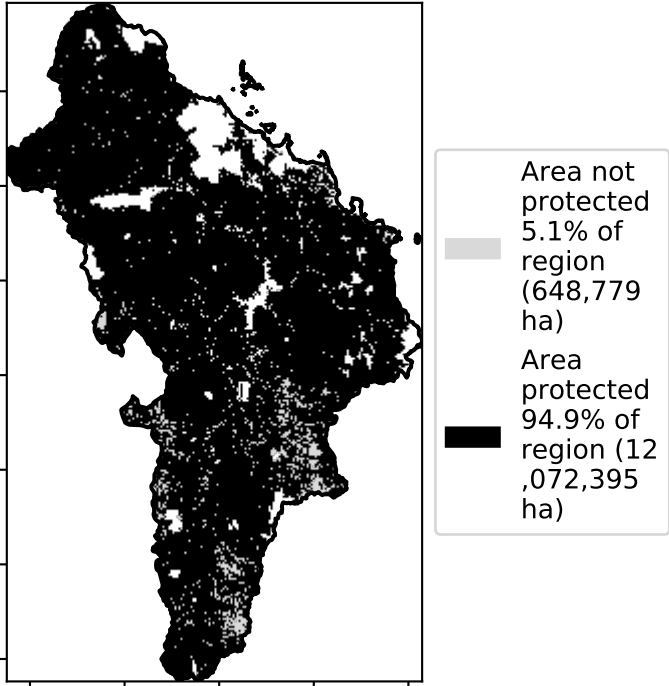 Area not
protected
5.1% of
region
(648,779
ha)
Area
protected
94.9% of
region (12
,072,395
ha)